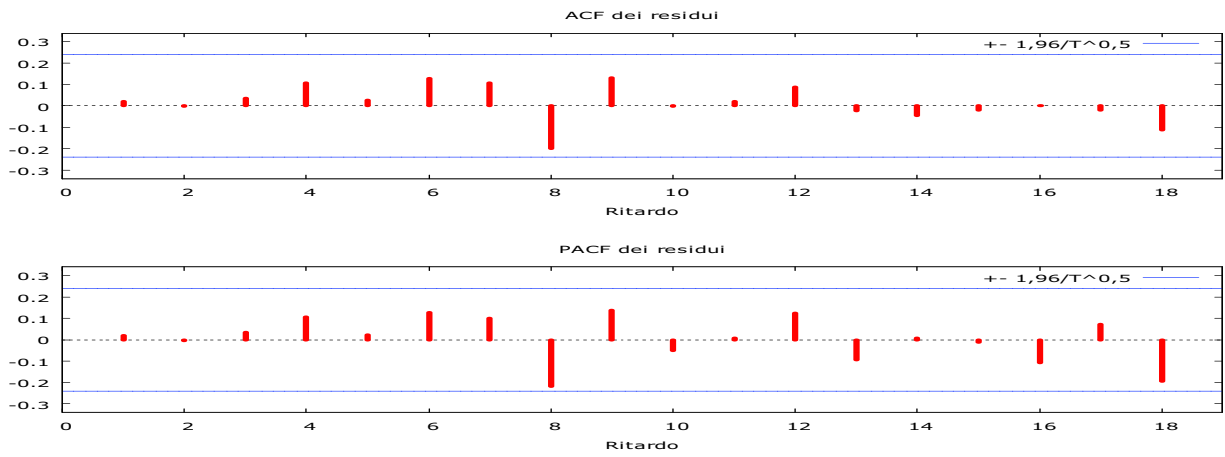 ACF dei residui
+- 1,96/T^0,5
0.3
0.2
0.1
0
-0.1
-0.2
-0.3
0 2 4 6 8 10 12 14 16 18
Ritardo
PACF dei residui
+- 1,96/T^0,5
0.3
0.2
0.1
0
-0.1
-0.2
-0.3
0 2 4 6 8 10 12 14 16 18
Ritardo